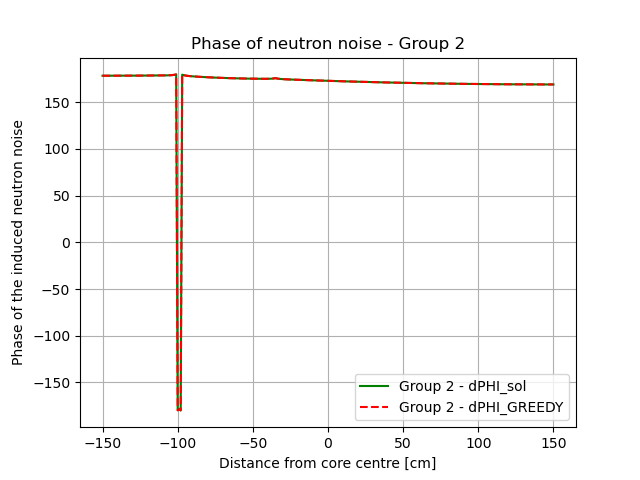 Phase of neutron noise - Group 2
Phase of the induced neutron noise
150
100
50
0
−50
−100
−150
−150
−100
−50
0
50
100
150
Distance from core centre [cm]
Group 2 - dPHI_sol
Group 2 - dPHI_GREEDY